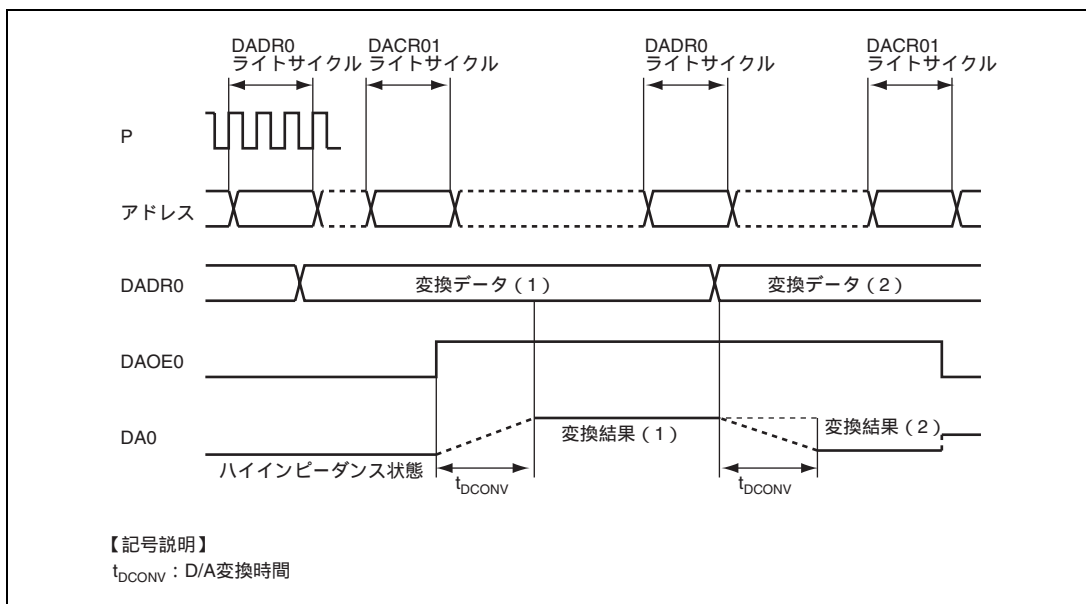 DADR0 DACR01 DADR0 DACR01
ライトサイクル ライトサイクル ライトサイクル ライトサイクル
P
アドレス
DADR0 変換データ（1） 変換データ（2）
DAOE0
DA0 変換結果（1） 変換結果（2）
ハイインピーダンス状態
tDCONV tDCONV
【記号説明】
tDCONV：D/A変換時間